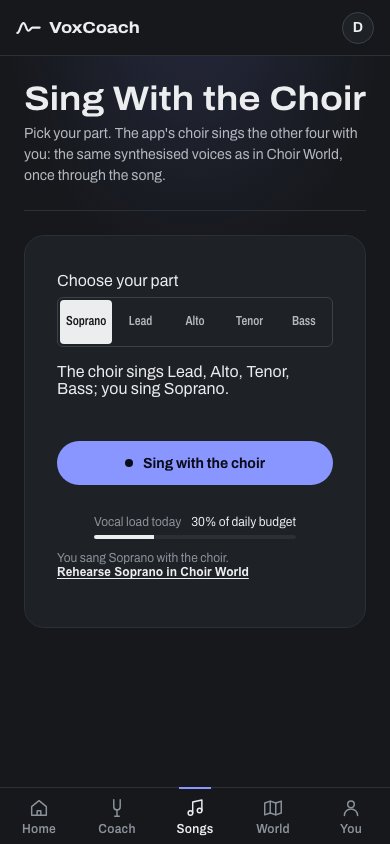 VoxCoach
D
Sing With the Choir
Pick your part. The app's choir sings the other four with
you: the same synthesised voices as in Choir World,
once through the song.
Choose your part
Soprano Lead Alto Tenor Bass
The choir sings Lead, Alto, Tenor,
Bass; you sing Soprano.
Sing with the choir
Vocal load today 30% of daily budget
You sang Soprano with the choir.
Rehearse Soprano in Choir World
Home Coach Songs World You